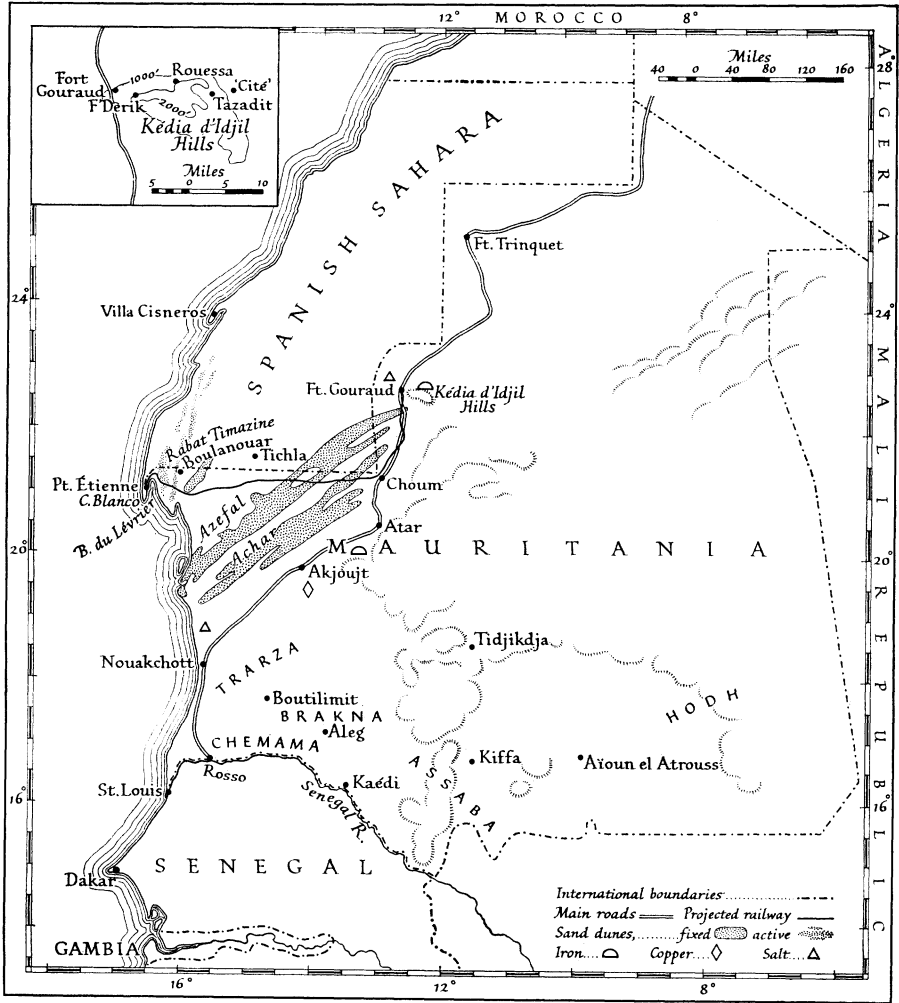 MOROCCO
12°
8°
Miles
40 0 40 80 120 160
28°
ALGERIA
24°
MALI REPUBLIC
20°
16°
Fort Gouraud
F'Derik
1000'
2000'
Rouessa
'Cité'
Tazadit
Kédia d'Idjil
Hills
Miles
5 0 5 10
SPANISH SAHARA
Ft. Trinquet
24°
Villa Cisneros
Ft. Gouraud
Kédia d'Idjil
Hills
Rabat Timazine
Boulanouar
Tichla
Pt. Étienne
C. Blanco
B. du Lévrier
Choum
Azefal
Achar
Atar
20°
MAURITANIA
Akjoujt
Tidjikdja
Nouakchott
TRARZA
Boutilimit
BRAKNA
Aleg
HODH
CHEMAMA
Rosso
ASSABA
Kiffa
Aïoun el Atrouss
St. Louis
16°
Kaédi
Senegal R.
SENEGAL
Dakar
GAMBIA
International boundaries
Main roads Projected railway
Sand dunes, fixed active
Iron Copper Salt
16°
12°
8°